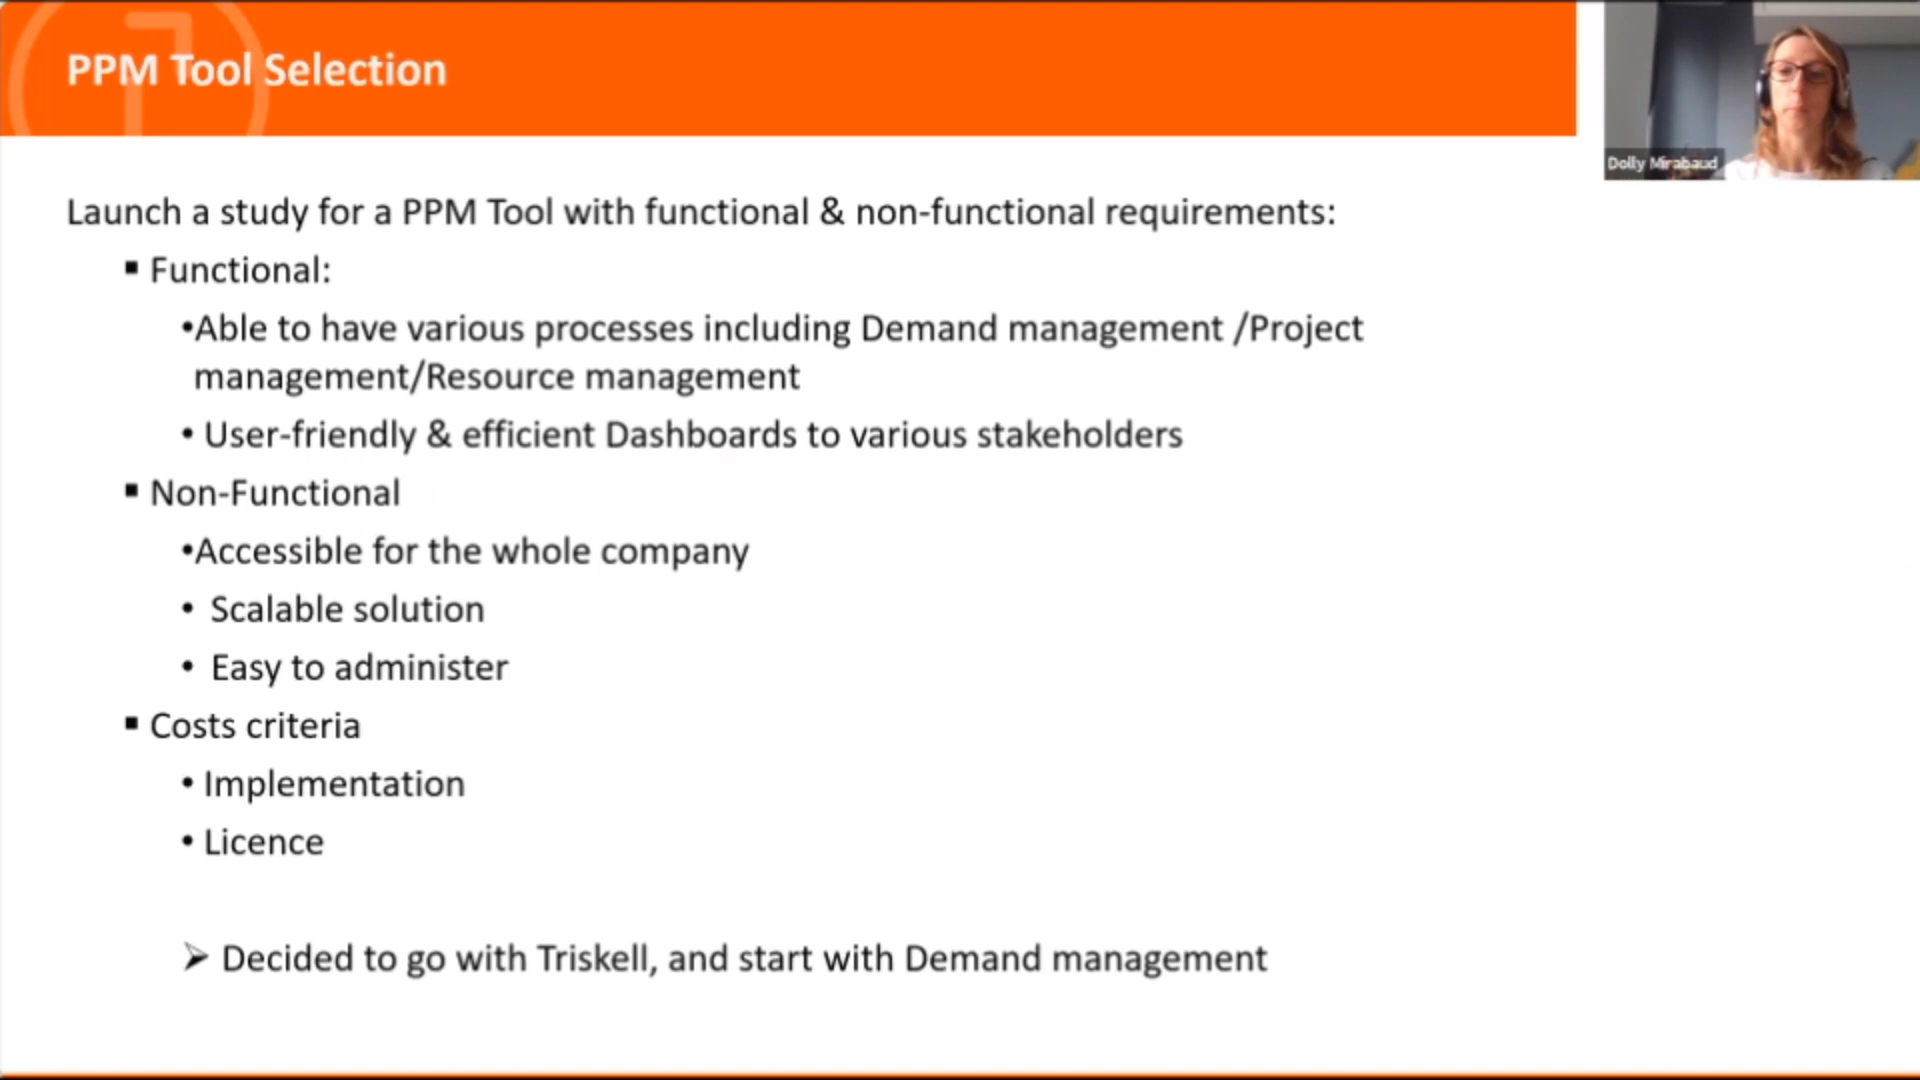 PPM Tool Selection
Dolly Mirabaud
Launch a study for a PPM Tool with functional & non-functional requirements:
▪ Functional:
•Able to have various processes including Demand management /Project
management/Resource management
• User-friendly & efficient Dashboards to various stakeholders
▪ Non-Functional
•Accessible for the whole company
• Scalable solution
• Easy to administer
▪ Costs criteria
• Implementation
• Licence
➢ Decided to go with Triskell, and start with Demand management